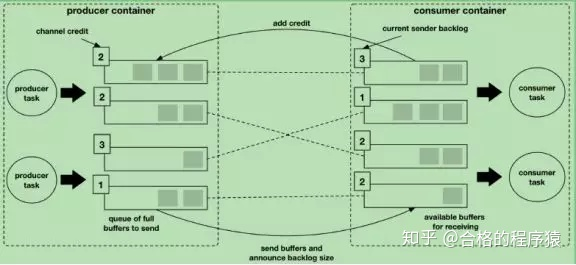 producer container
consumer container
add credit
channel credit
current sender backlog
2
3
producer
task
consumer
task
2
1
3
2
producer
task
consumer
task
1
2
queue of full
buffers to send
available buffers
for receiving
send buffers and
announce backlog size
知乎 @合格的程序猿